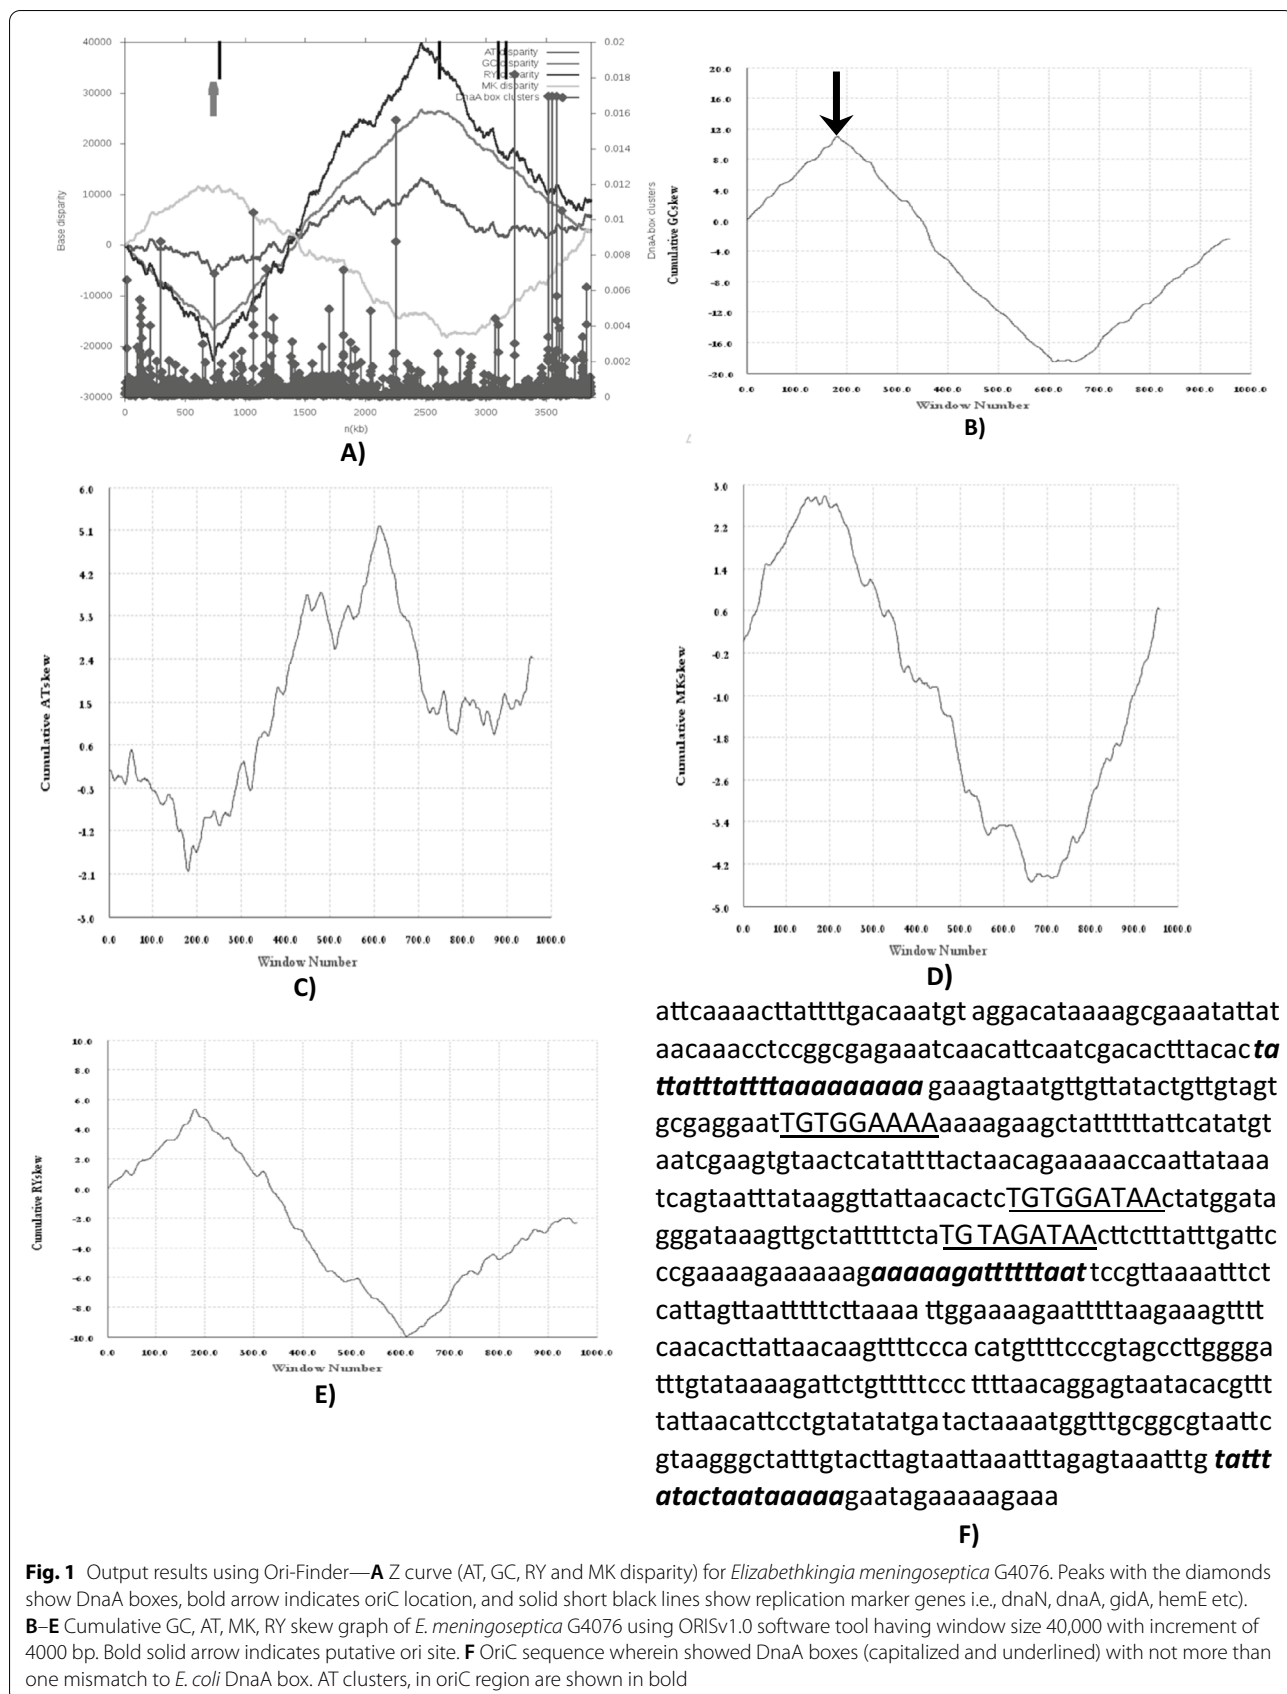 40000
30000
20000
10000
0
-10000
-20000
-30000
Base disparity
0 500 1000 1500 2000 2500 3000 3500
n(kb)
0.02
0.018
0.016
0.014
0.012
0.01
0.008
0.006
0.004
0.002
0
DnaA box clusters
AT disparity
GC disparity
RY disparity
MK disparity
DnaA box clusters
A)
20.0
16.0
12.0
8.0
4.0
0.0
-4.0
-8.0
-12.0
-16.0
-20.0
Cumulative GCskew
0.0 100.0 200.0 300.0 400.0 500.0 600.0 700.0 800.0 900.0 1000.0
Window Number
B)
6.0
5.1
4.2
3.3
2.4
1.5
0.6
-0.3
-1.2
-2.1
-3.0
Cumulative ATskew
0.0 100.0 200.0 300.0 400.0 500.0 600.0 700.0 800.0 900.0 1000.0
Window Number
C)
3.0
2.2
1.4
0.6
-0.2
-1.0
-1.8
-2.6
-3.4
-4.2
-5.0
Cumulative MKskew
0.0 100.0 200.0 300.0 400.0 500.0 600.0 700.0 800.0 900.0 1000.0
Window Number
D)
10.0
8.0
6.0
4.0
2.0
0.0
-2.0
-4.0
-6.0
-8.0
-10.0
Cumulative RYskew
0.0 100.0 200.0 300.0 400.0 500.0 600.0 700.0 800.0 900.0 1000.0
Window Number
E)
attcaaaacttattttgacaaatgt aggacataaaagcgaaatattat
aacaaacctccggcgagaaatcaacattcaatcgacactttacacta
ttatttattttaaaaaaaaaa gaaagtaatgttgttatactgttgtagt
gcgaggaatTGTGGAAAAaaaagaagctattttttattcatatgt
aatcgaagtgtaactcatattttactaacagaaaaaccaattataaa
tcagtaatttataaggttattaacactcTGTGGATAActatggata
gggataaagttgctatttttctaTGTAGATAActtctttatttgattc
ccgaaaagaaaaaagaaaaagattttttaat tccgttaaaatttct
cattagttaatttttcttaaaa ttggaaaagaatttttaagaaagtttt
caacacttattaacaagttttccca catgttttcccgtagccttgggga
tttgtataaaagattctgtttttccc ttttaacaggagtaatacacgttt
tattaacattcctgtatatatgatactaaaatggtttgcggcgtaattc
gtaagggctatttgtacttagtaattaaatttagagtaaatttg tattt
atactaataaaaagaatagaaaaagaaa
F)
Fig. 1 Output results using Ori-Finder—A Z curve (AT, GC, RY and MK disparity) for Elizabethkingia meningoseptica G4076. Peaks with the diamonds
show DnaA boxes, bold arrow indicates oriC location, and solid short black lines show replication marker genes i.e., dnaN, dnaA, gidA, hemE etc).
B–E Cumulative GC, AT, MK, RY skew graph of E. meningoseptica G4076 using ORISv1.0 software tool having window size 40,000 with increment of
4000 bp. Bold solid arrow indicates putative ori site. F OriC sequence wherein showed DnaA boxes (capitalized and underlined) with not more than
one mismatch to E. coli DnaA box. AT clusters, in oriC region are shown in bold